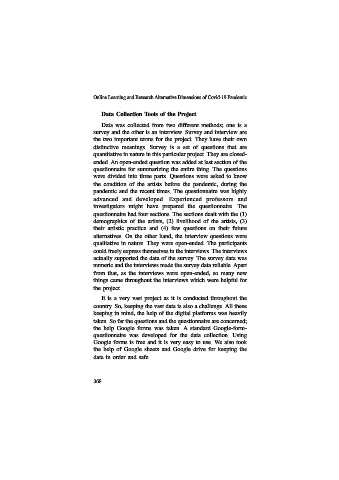 Online Learning and Research Alternative Dimensions of Covid-19 Pandemic
Data Collection Tools of the Project
Data was collected from two different methods; one is a
survey and the other is an interview. Survey and interview are
the two important terms for the project. They have their own
distinctive meanings. Survey is a set of questions that are
quantitative in nature in this particular project. They are closed-
ended. An open-ended question was added at last section of the
questionnaire for summarizing the entire thing. The questions
were divided into three parts. Questions were asked to know
the condition of the artists before the pandemic, during the
pandemic and the recent times. The questionnaire was highly
advanced and developed. Experienced professors and
investigators might have prepared the questionnaire. The
questionnaire had four sections. The sections dealt with the (1)
demographics of the artists, (2) livelihood of the artists, (3)
their artistic practice and (4) few questions on their future
alternatives. On the other hand, the interview questions were
qualitative in nature. They were open-ended. The participants
could freely express themselves in the interviews. The interviews
actually supported the data of the survey. The survey data was
numeric and the interviews made the survey data reliable. Apart
from that, as the interviews were open-ended, so many new
things came throughout the interviews which were helpful for
the project.
It is a very vast project as it is conducted throughout the
country. So, keeping the vast data is also a challenge. All these
keeping in mind, the help of the digital platforms was heavily
taken. So far the questions and the questionnaire are concerned;
the help Google forms was taken. A standard Google-form-
questionnaire was developed for the data collection. Using
Google forms is free and it is very easy to use. We also took
the help of Google sheets and Google drive for keeping the
data in order and safe.
368